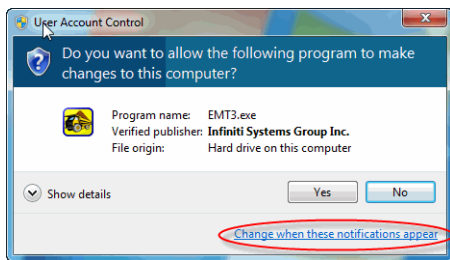 User Account Control
Do you want to allow the following program to make
changes to this computer?
Program name: EMT3.exe
Verified publisher: Infiniti Systems Group Inc.
File origin: Hard drive on this computer
Show details
Yes
No
Change when these notifications appear